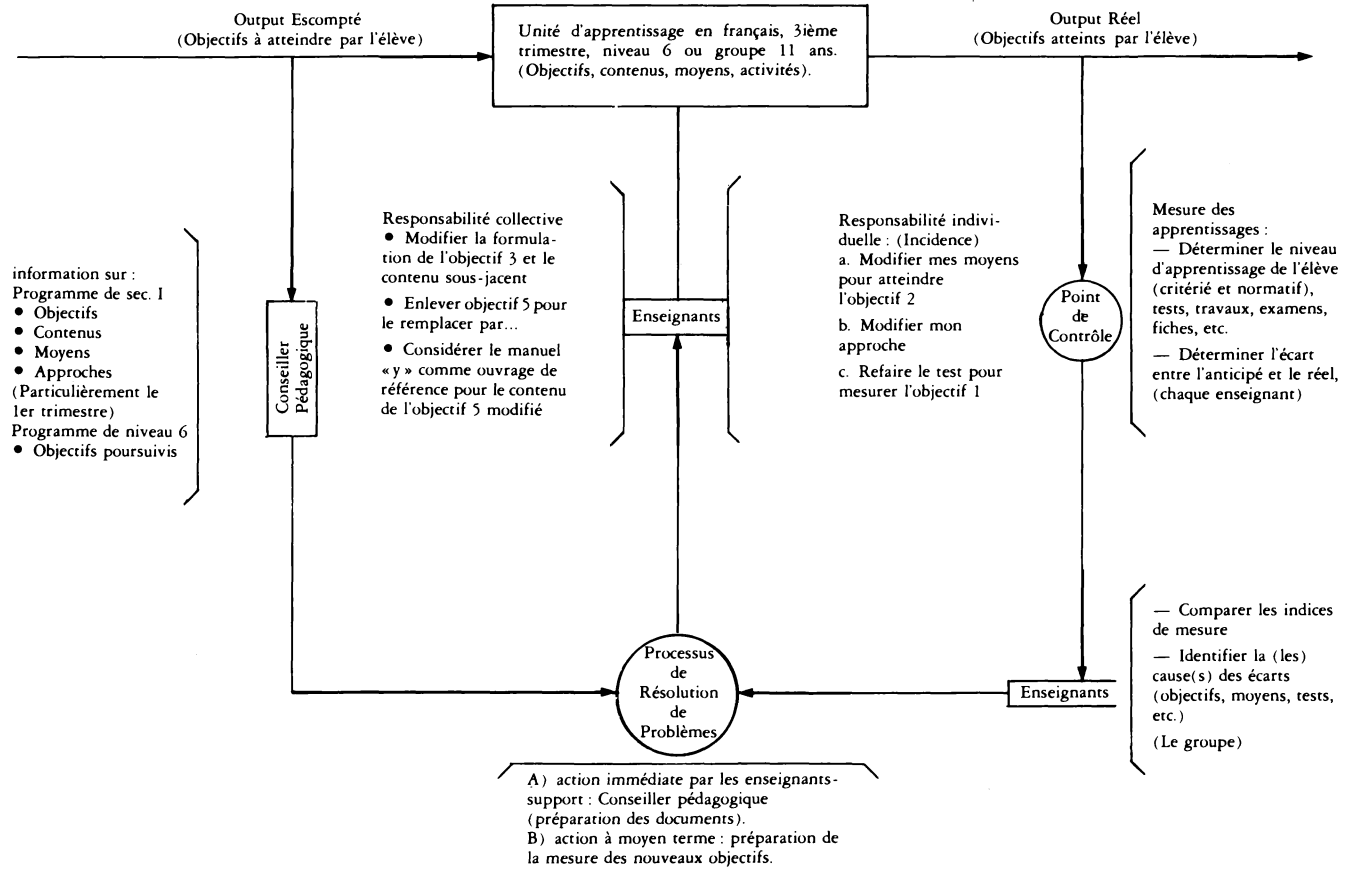 Output Escompté
(Objectifs à atteindre par l'élève)
Unité d'apprentissage en français, 3ième
trimestre, niveau 6 ou groupe 11 ans.
(Objectifs, contenus, moyens, activités).
Output Réel
(Objectifs atteints par l'élève)
information sur :
Programme de sec. I
● Objectifs
● Contenus
● Moyens
● Approches
(Particulièrement le
1er trimestre)
Programme de niveau 6
● Objectifs poursuivis
Conseiller
Pédagogique
Responsabilité collective
● Modifier la formula-
tion de l'objectif 3 et le
contenu sous-jacent
● Enlever objectif 5 pour
le remplacer par...
● Considérer le manuel
« y » comme ouvrage de
référence pour le contenu
de l'objectif 5 modifié
Enseignants
Responsabilité indivi-
duelle : (Incidence)
a. Modifier mes moyens
pour atteindre
l'objectif 2
b. Modifier mon
approche
c. Refaire le test pour
mesurer l'objectif 1
Point
de
Contrôle
Mesure des
apprentissages :
— Déterminer le niveau
d'apprentissage de l'élève
(critérié et normatif),
tests, travaux, examens,
fiches, etc.
— Déterminer l'écart
entre l'anticipé et le réel,
(chaque enseignant)
Processus
de
Résolution
de
Problèmes
Enseignants
— Comparer les indices
de mesure
— Identifier la (les)
cause(s) des écarts
(objectifs, moyens, tests,
etc.)
(Le groupe)
A) action immédiate par les enseignants-
support : Conseiller pédagogique
(préparation des documents).
B) action à moyen terme : préparation de
la mesure des nouveaux objectifs.